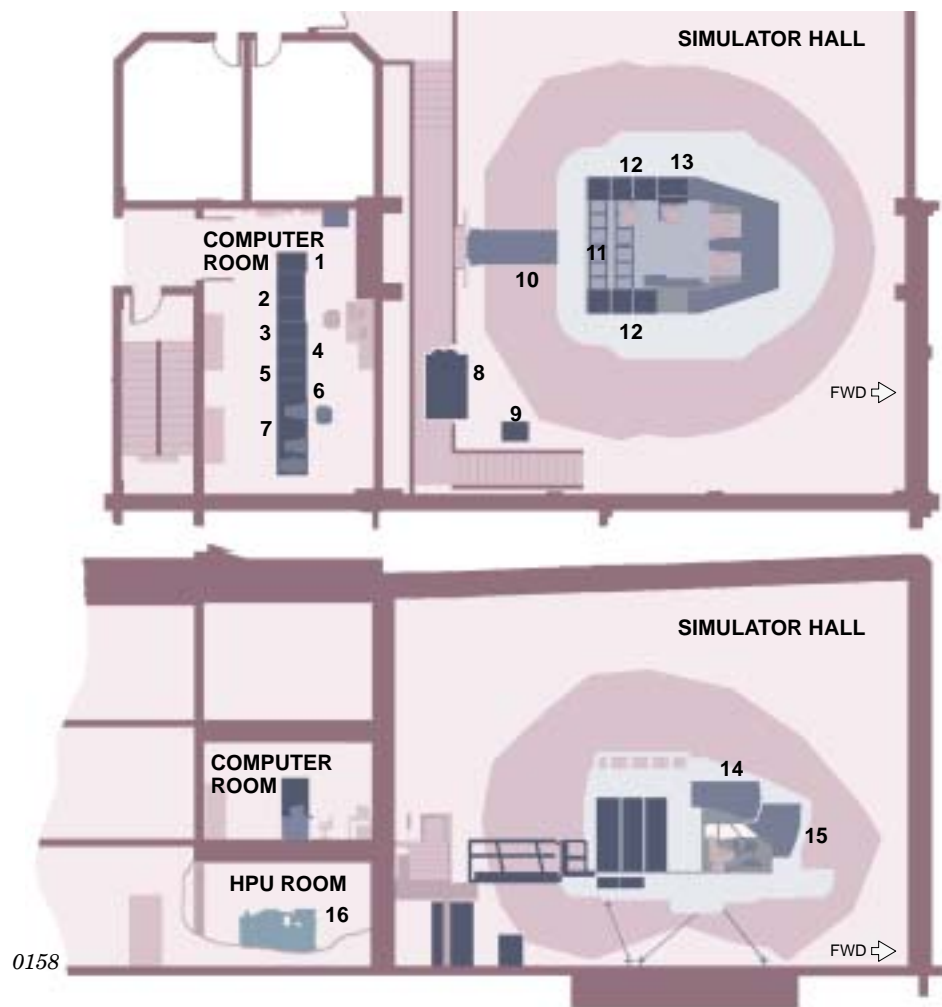 SIMULATOR HALL
12
13
COMPUTER
ROOM
1
11
10
2
3
4
12
5
8
6
FWD
9
7
SIMULATOR HALL
COMPUTER
ROOM
14
15
HPU ROOM
16
FWD
0158